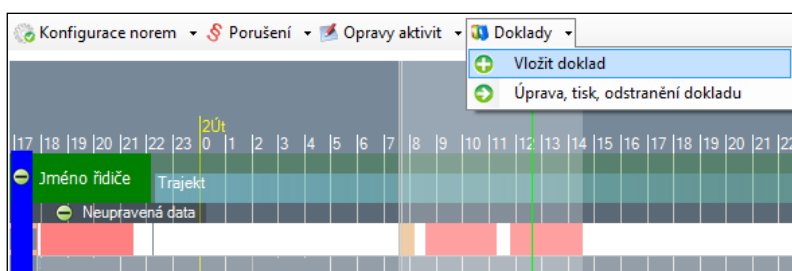 Konfigurace norem § Porušení Opravy aktivit Doklady
Vložit doklad
Úprava, tisk, odstranění dokladu
2Út
17 18 19 20 21 22 23 0 1 2 3 4 5 6 7 8 9 10 11 12 13 14 15 16 17 18 19 20 21 22
Jméno řidiče Trajekt
Neupravená data